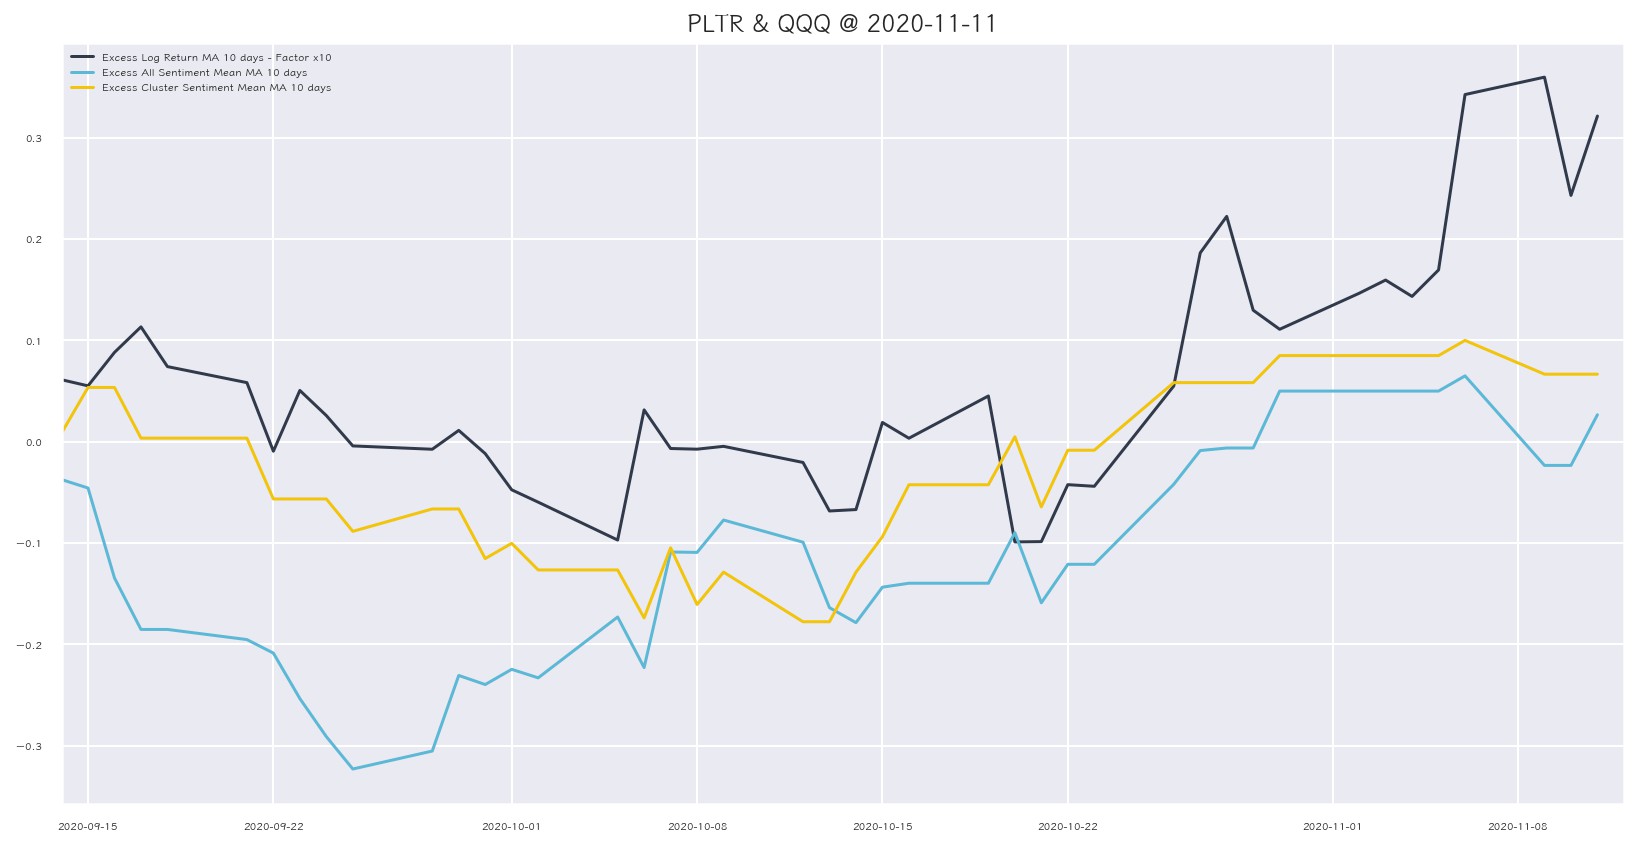 PLTR & QQQ @ 2020-11-11
Excess Log Return MA 10 days - Factor x10
Excess All Sentiment Mean MA 10 days
Excess Cluster Sentiment Mean MA 10 days
0.3
0.2
0.1
0.0
−0.1
−0.2
−0.3
2020-09-15 2020-09-22 2020-10-01 2020-10-08 2020-10-15 2020-10-22 2020-11-01 2020-11-08